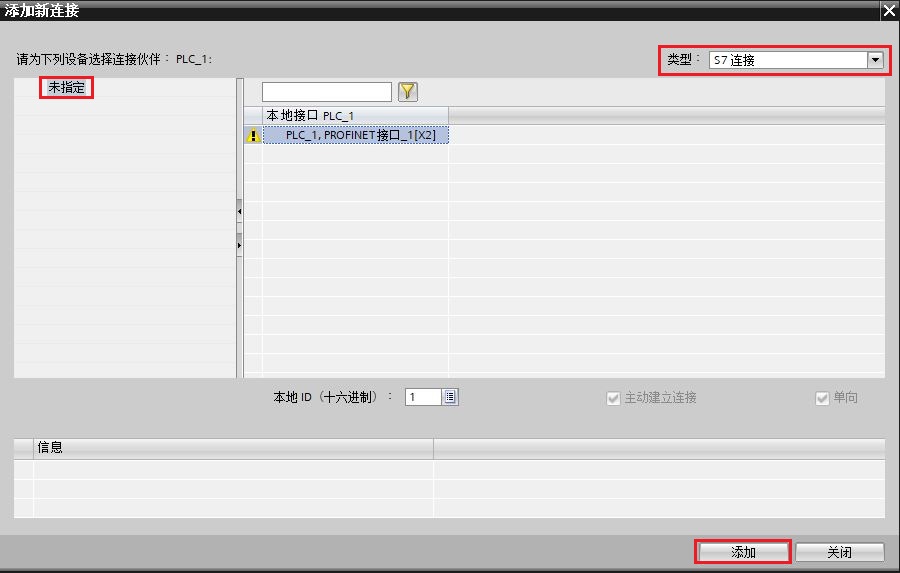 添加新连接
请为下列设备选择连接伙伴： PLC_1:
类型： S7 连接
未指定
本地接口 PLC_1
PLC_1, PROFINET接口_1[X2]
本地 ID（十六进制）： 1
主动建立连接
单向
信息
添加
关闭